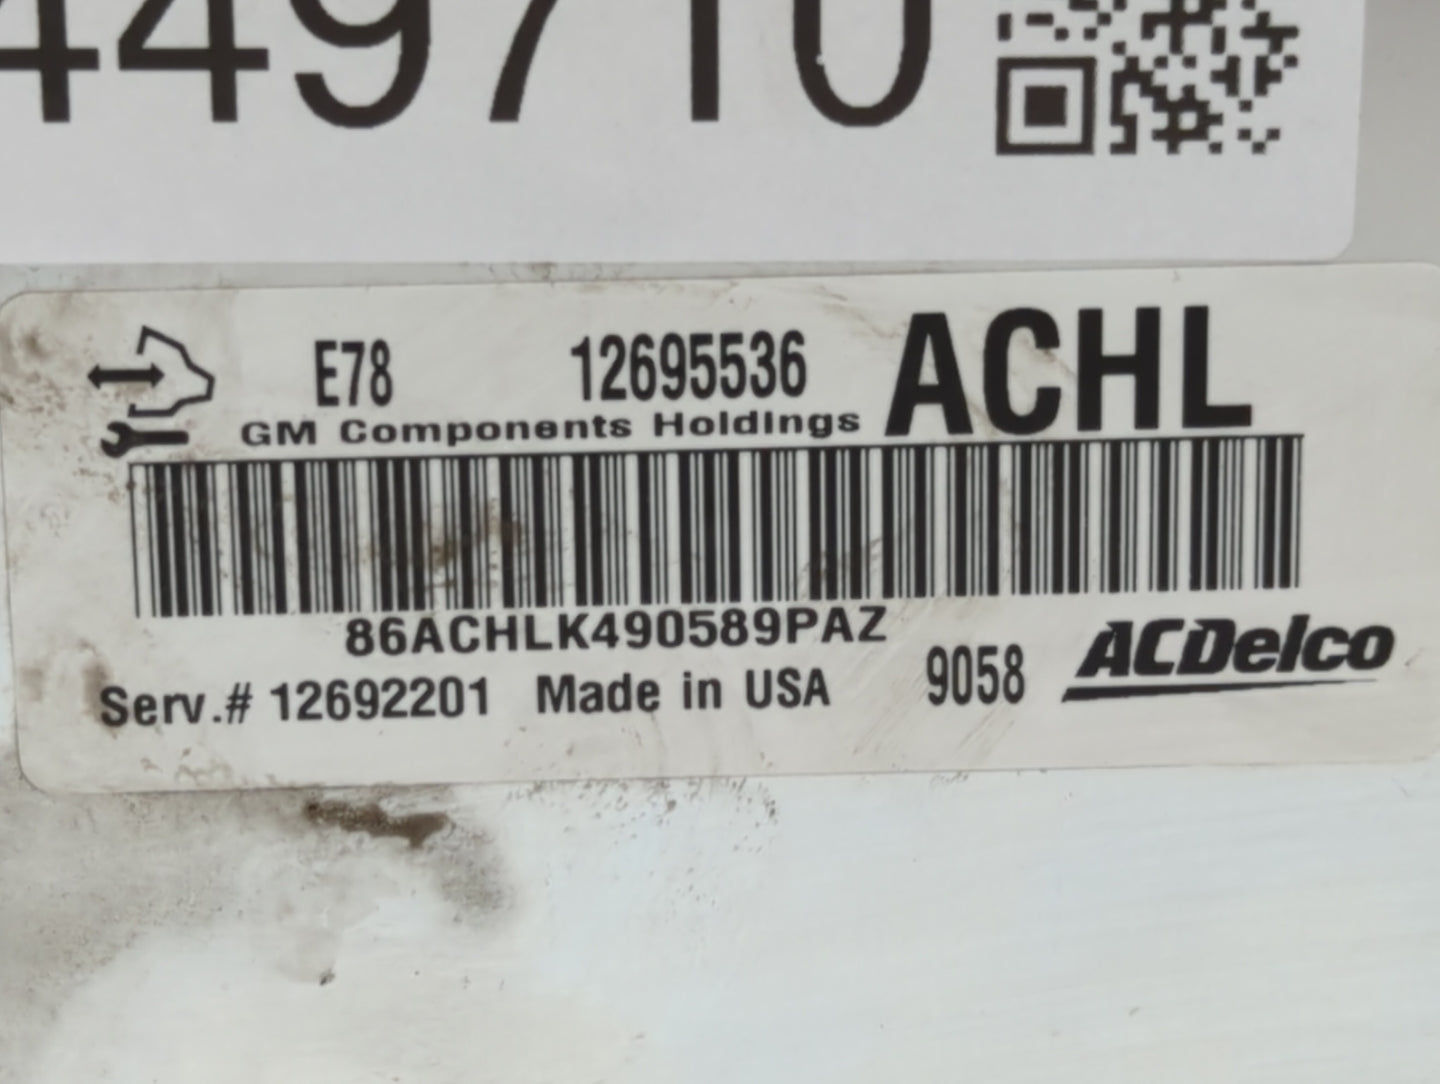 449710
E78 12695536 ACHL
GM Components Holdings
86ACHLK490589PAZ
Serv.# 12692201 Made in USA 9058 ACDelco